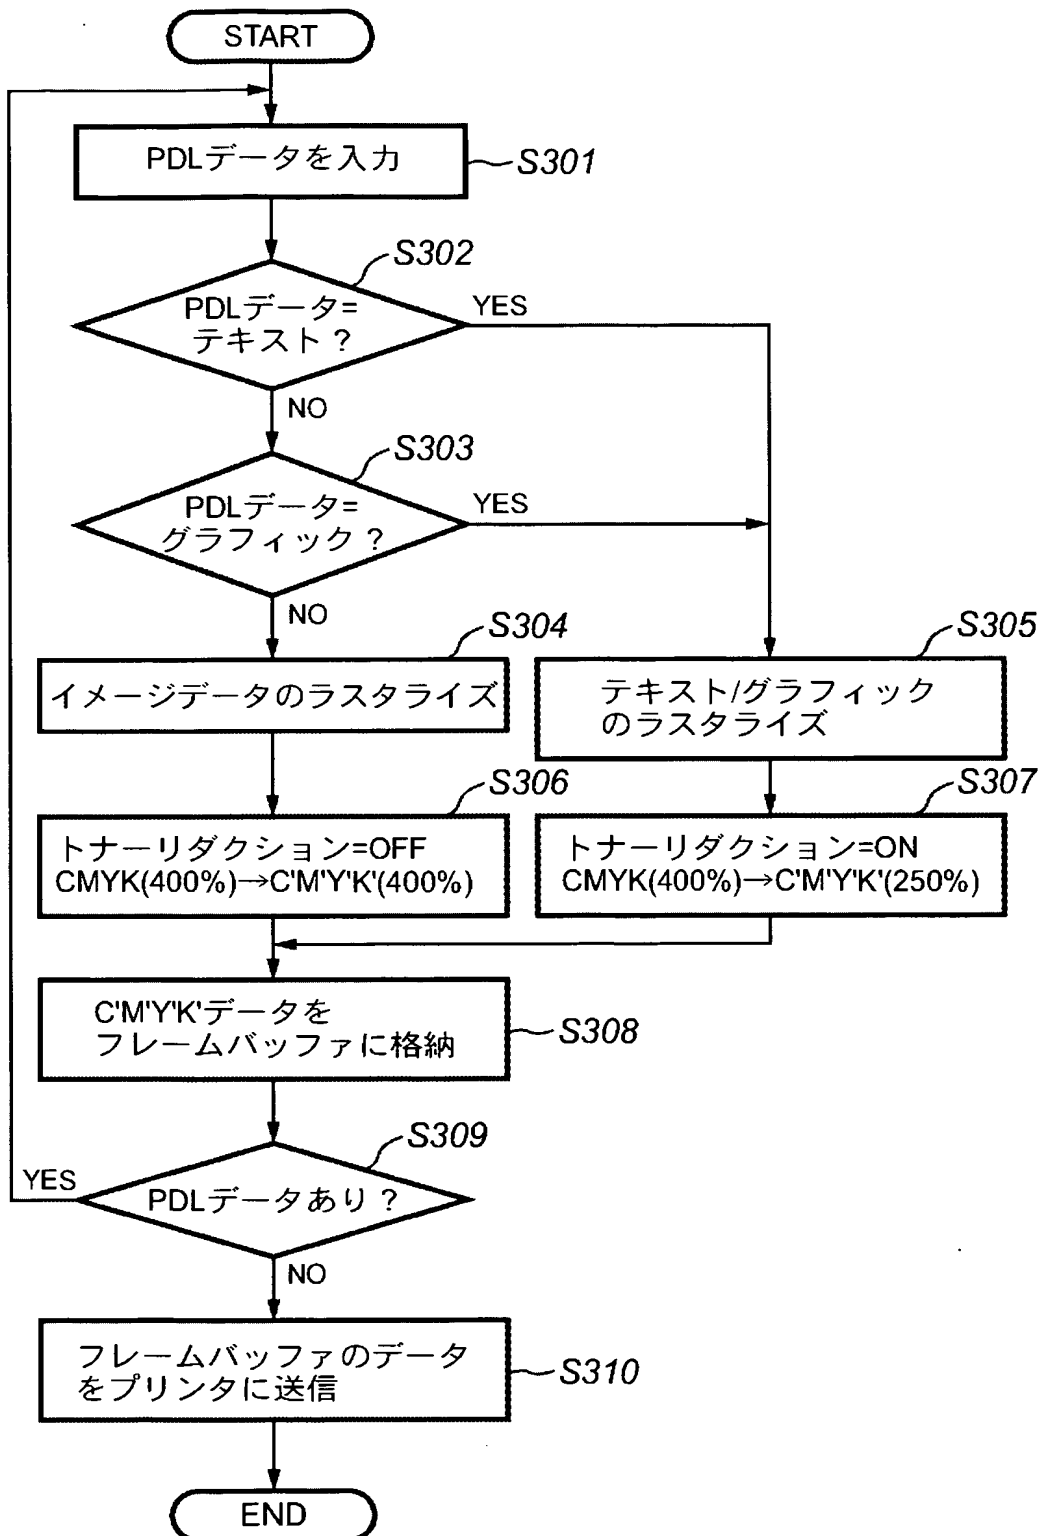 START
PDLデータを入力
S301
S302
PDLデータ=
テキスト?
YES
NO
S303
PDLデータ=
グラフィック?
YES
NO
S304
イメージデータのラスタライズ
S305
テキスト/グラフィック
のラスタライズ
S306
トナーリダクション=OFF
CMYK(400%)→C'M'Y'K'(400%)
S307
トナーリダクション=ON
CMYK(400%)→C'M'Y'K'(250%)
C'M'Y'K'データを
フレームバッファに格納
S308
S309
YES
PDLデータあり?
NO
フレームバッファのデータ
をプリンタに送信
S310
END